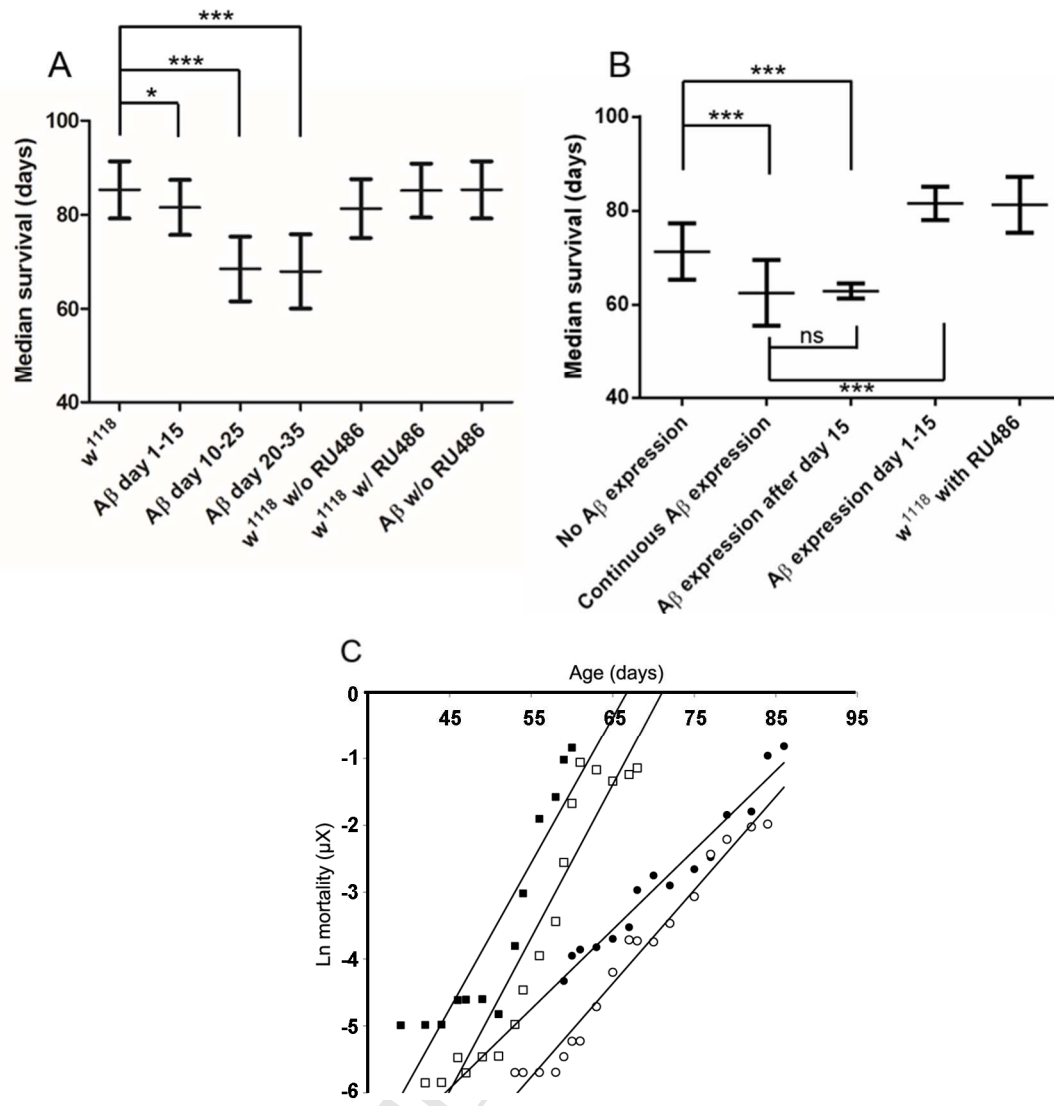 A
***
***
*
Median survival (days)
100
80
60
40
w1118
Aβ day 1-15
Aβ day 10-25
Aβ day 20-35
w1118 w/o RU486
w1118 w/ RU486
Aβ w/o RU486
B
***
***
ns
***
Median survival (days)
100
80
60
40
No Aβ expression
Continuous Aβ expression
Aβ expression after day 15
Aβ expression day 1-15
w1118 with RU486
C
Age (days)
45 55 65 75 85 95
Ln mortality (µX)
0
-1
-2
-3
-4
-5
-6